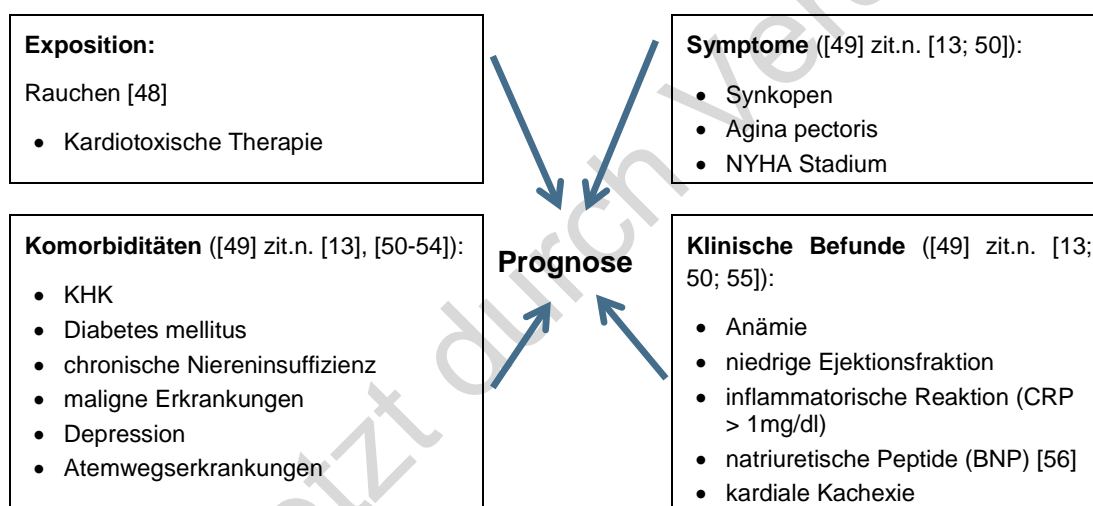 Exposition:
Rauchen [48]
• Kardiotoxische Therapie
Symptome ([49] zit.n. [13; 50]):
• Synkopen
• Agina pectoris
• NYHA Stadium
Komorbiditäten ([49] zit.n. [13], [50-54]):
• KHK
• Diabetes mellitus
• chronische Niereninsuffizienz
• maligne Erkrankungen
• Depression
• Atemwegserkrankungen
Prognose
Klinische Befunde ([49] zit.n. [13;
50; 55]):
• Anämie
• niedrige Ejektionsfraktion
• inflammatorische Reaktion (CRP
> 1mg/dl)
• natriuretische Peptide (BNP) [56]
• kardiale Kachexie
durch